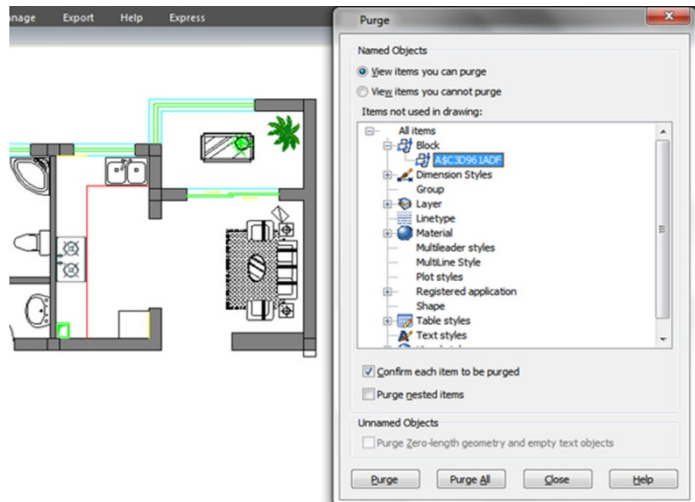 Export Help Express
Purge
Named Objects
View items you can purge
View items you cannot purge
Items not used in drawing:
All items
Block
A$C3D961ADF
Dimension Styles
Group
Layer
Linetype
Material
Multileader styles
MultiLine Style
Plot styles
Registered application
Shape
Table styles
Text styles
Confirm each item to be purged
Purge nested items
Unnamed Objects
Purge Zero-length geometry and empty text objects
Purge Purge All Close Help